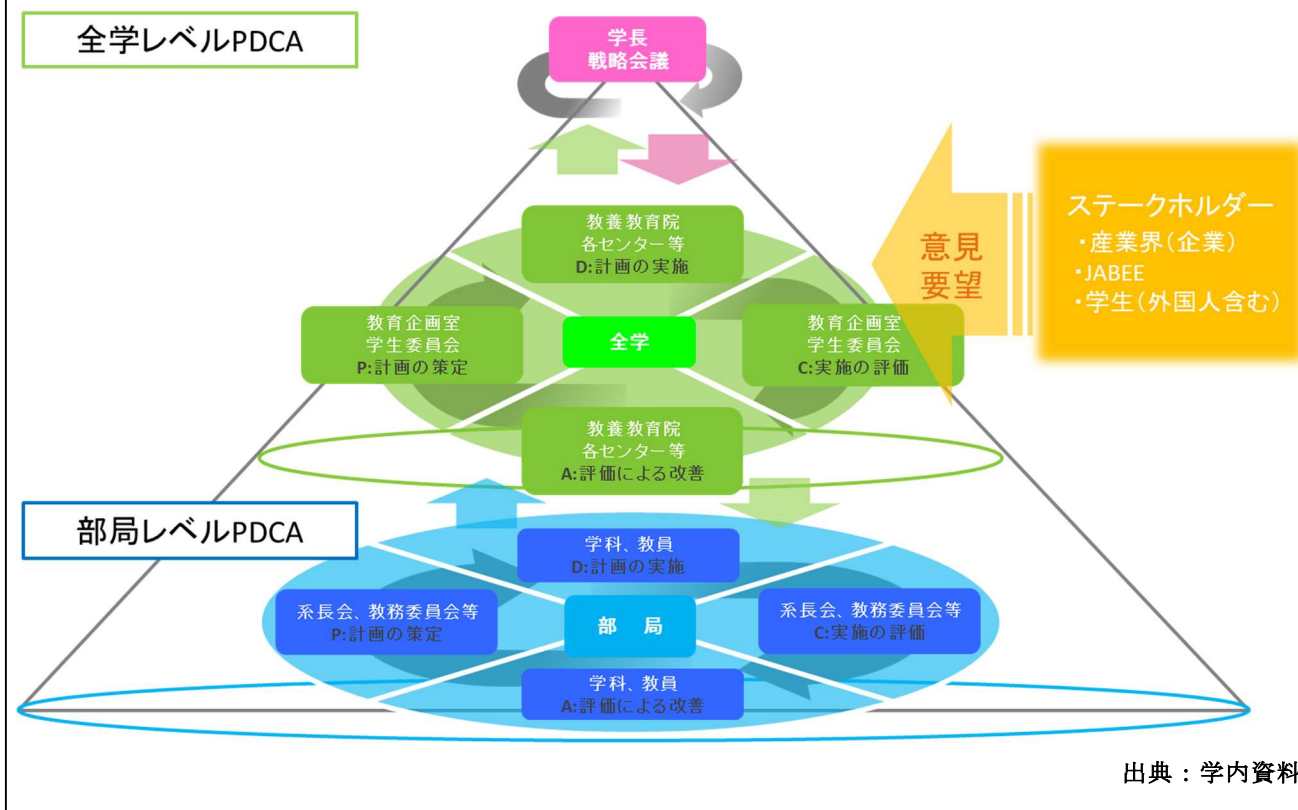 全学レベルPDCA
学長
戦略会議
教養教育院
各センター等
D:計画の実施
教育企画室
学生委員会
P:計画の策定
全学
教育企画室
学生委員会
C:実施の評価
教養教育院
各センター等
A:評価による改善
意見
要望
ステークホルダー
・産業界(企業)
・JABEE
・学生(外国人含む)
部局レベルPDCA
学科、教員
D:計画の実施
系長会、教務委員会等
P:計画の策定
部 局
系長会、教務委員会等
C:実施の評価
学科、教員
A:評価による改善
出典：学内資料